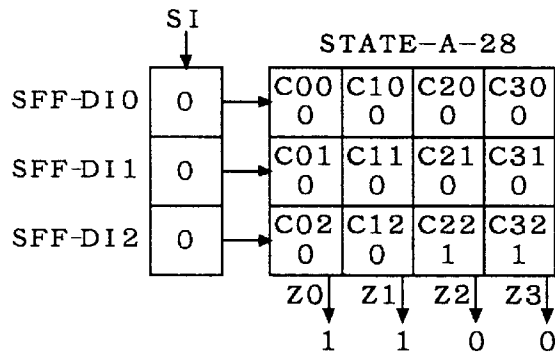 SI
STATE-A-28
SFF-DI0 0 C00 C10 C20 C30
0 0 0 0
SFF-DI1 0 C01 C11 C21 C31
0 0 0 0
SFF-DI2 0 C02 C12 C22 C32
0 0 1 1
Z0 Z1 Z2 Z3
1 1 0 0